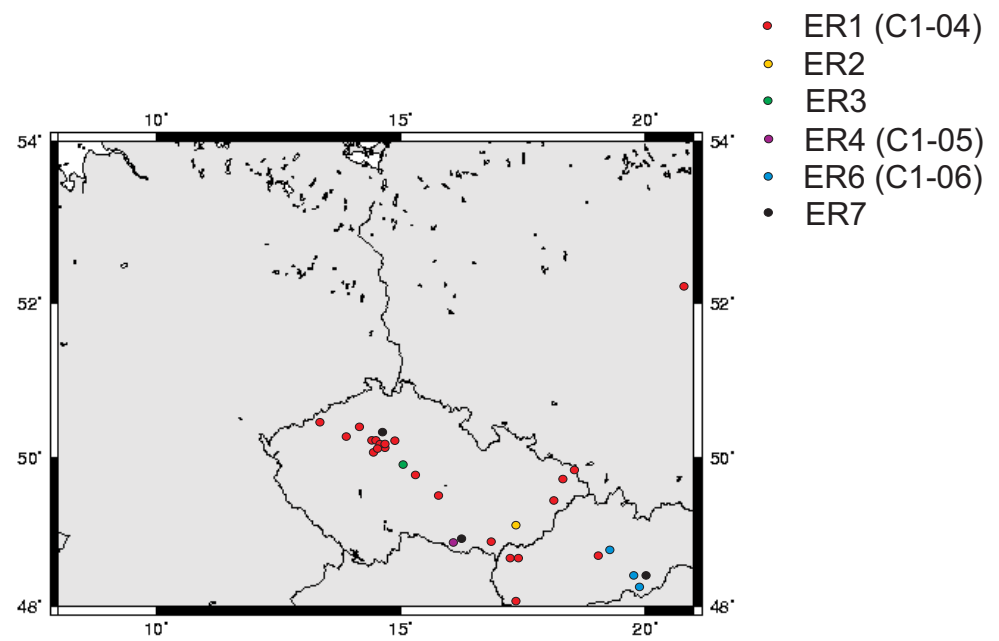 ER1 (C1-04)
ER2
ER3
ER4 (C1-05)
ER6 (C1-06)
ER7
10˚ 15˚ 20˚
54˚ 54˚
52˚ 52˚
50˚ 50˚
48˚ 48˚
10˚ 15˚ 20˚